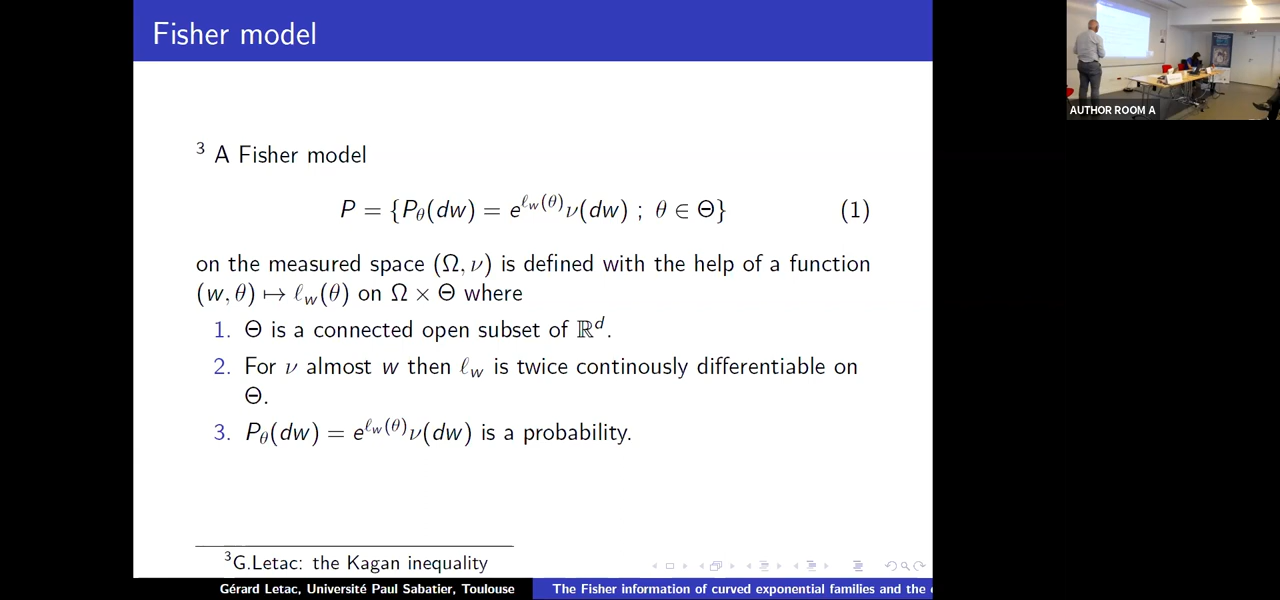 Fisher model
³ A Fisher model
P = {P_θ(dw) = e^{ℓ_w(θ)} ν(dw) ; θ ∈ Θ} (1)
on the measured space (Ω, ν) is defined with the help of a function
(w, θ) ↦ ℓ_w(θ) on Ω × Θ where
1. Θ is a connected open subset of ℝ^d.
2. For ν almost w then ℓ_w is twice continously differentiable on
Θ.
3. P_θ(dw) = e^{ℓ_w(θ)} ν(dw) is a probability.
³G.Letac: the Kagan inequality
Gérard Letac, Université Paul Sabatier, Toulouse
The Fisher information of curved exponential families and the
AUTHOR ROOM A